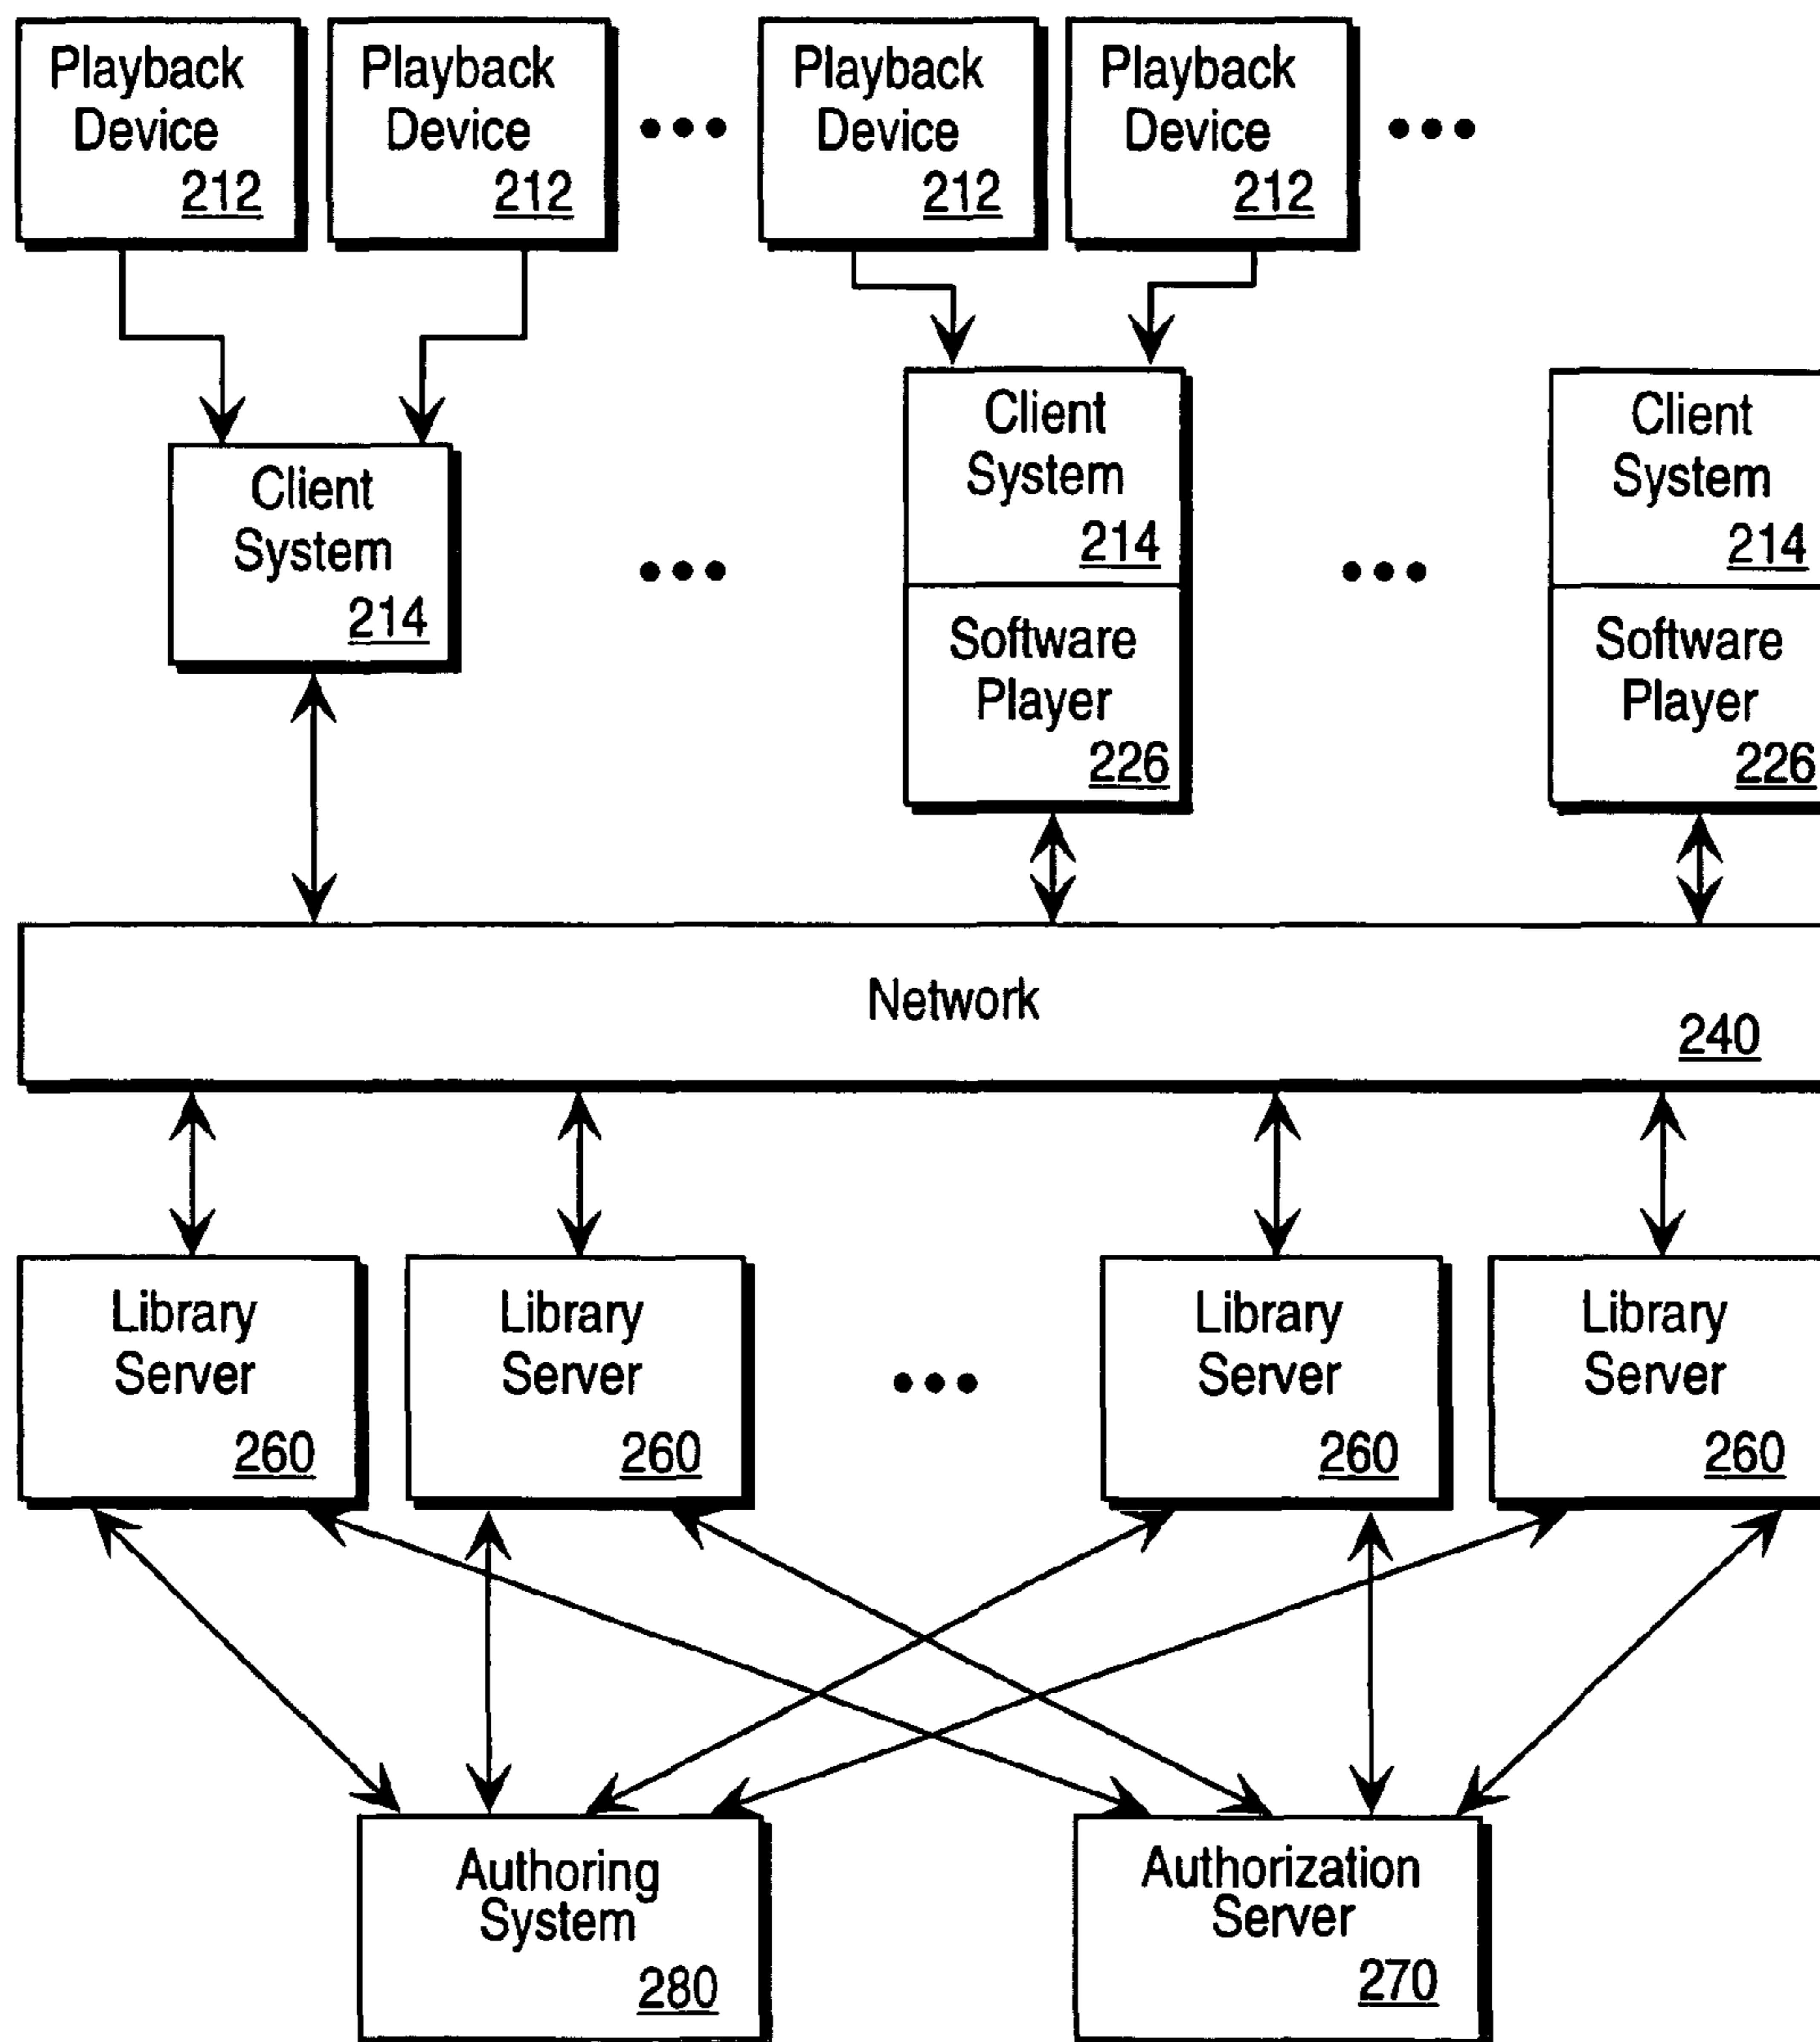 Playback
Device
212
Playback
Device
212
•••
Playback
Device
212
Playback
Device
212
•••
Client
System
214
•••
Client
System
214
Software
Player
226
•••
Client
System
214
Software
Player
226
Network
240
Library
Server
260
Library
Server
260
•••
Library
Server
260
Library
Server
260
Authoring
System
280
Authorization
Server
270